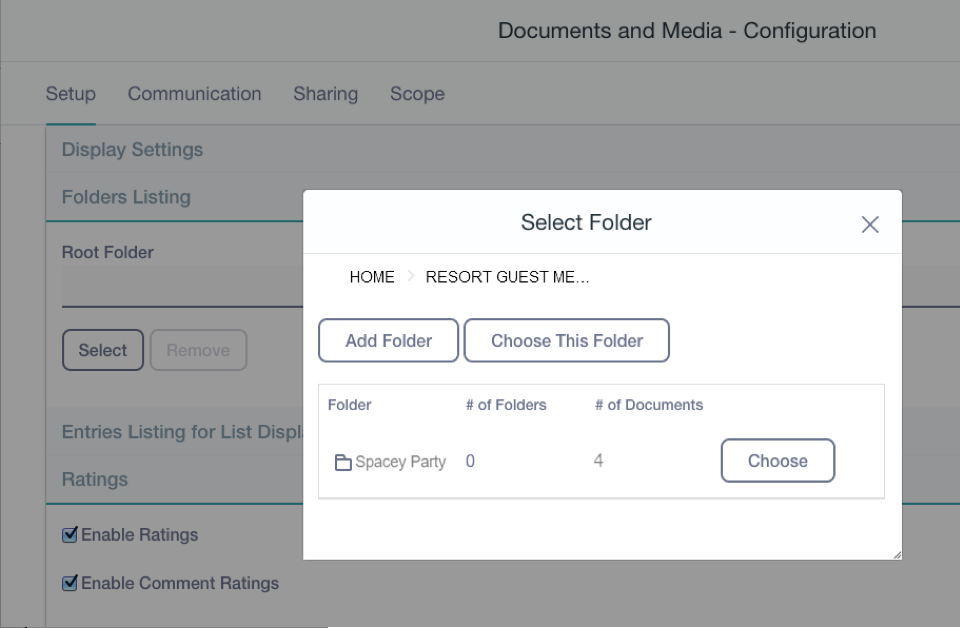 Documents and Media - Configuration
Setup Communication Sharing Scope
Display Settings
Folders Listing
Root Folder
Select Remove
Entries Listing for List Displ
Ratings
Enable Ratings
Enable Comment Ratings
Select Folder
HOME RESORT GUEST ME...
Add Folder Choose This Folder
Folder # of Folders # of Documents
Spacey Party 0 4 Choose